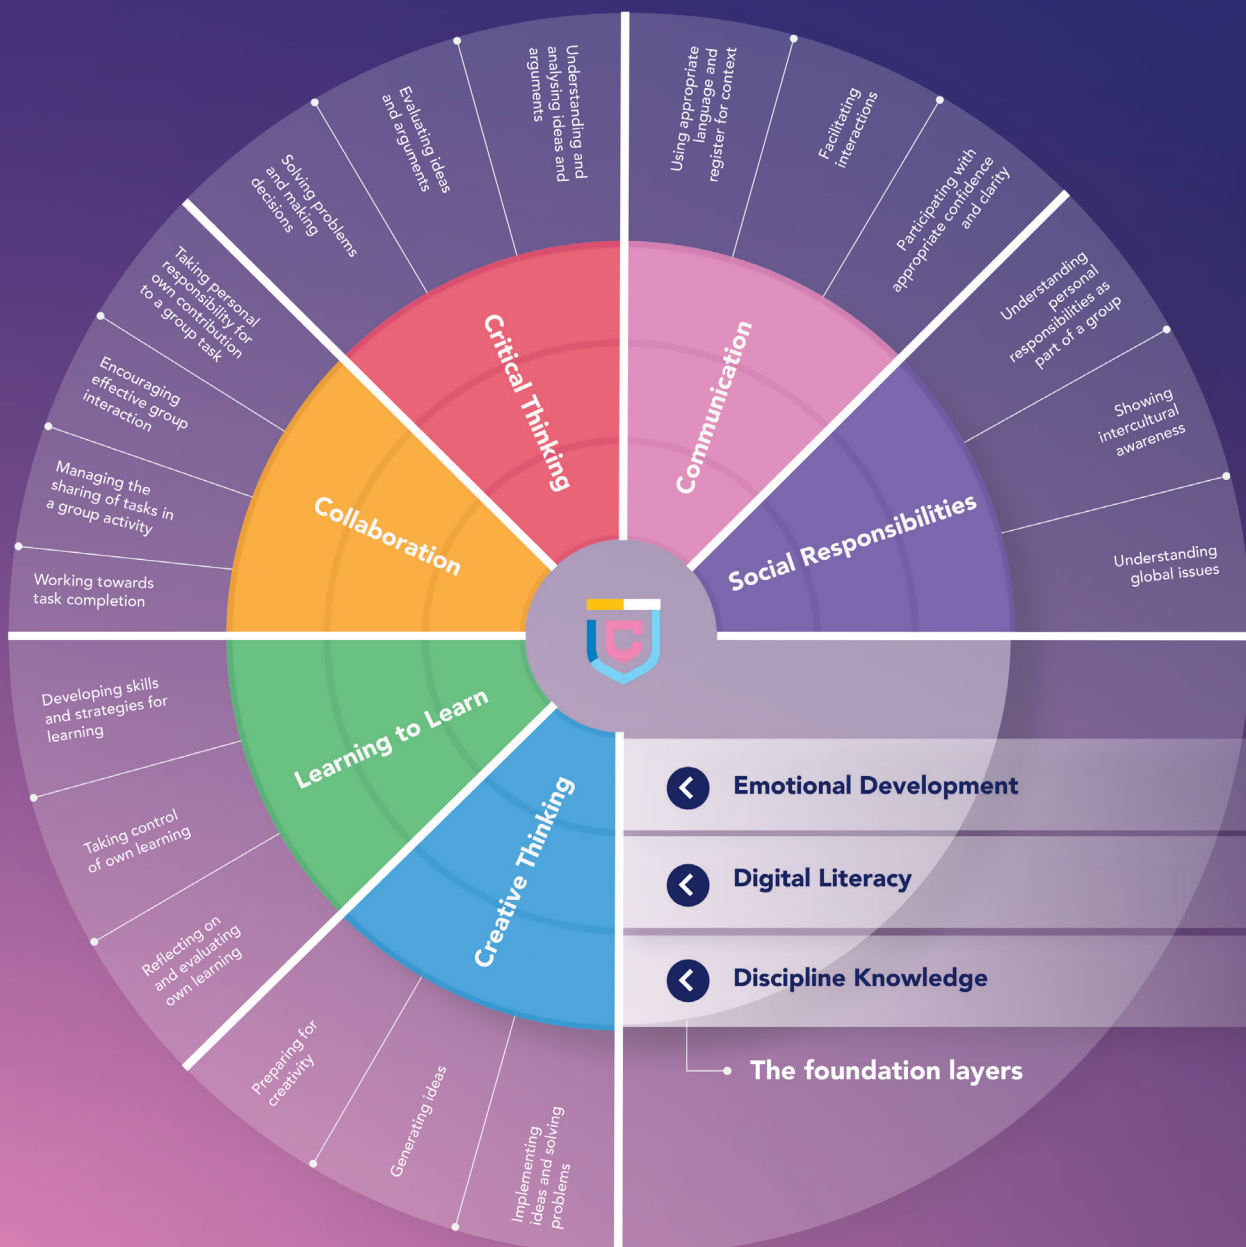 Understanding and
analysing ideas and
arguments
Evaluating ideas
and arguments
Solving problems
and making
decisions
Critical Thinking
Using appropriate
language and
register for context
Facilitating
interactions
Participating with
appropriate confidence
and clarity
Communication
Understanding
personal
responsibilities as
part of a group
Showing
intercultural
awareness
Understanding
global issues
Social Responsibilities
Taking personal
responsibility for
own contribution
to a group task
Encouraging
effective group
interaction
Managing the
sharing of tasks in
a group activity
Working towards
task completion
Collaboration
Developing skills
and strategies for
learning
Taking control
of own learning
Reflecting on
and evaluating
own learning
Learning to Learn
Preparing for
creativity
Generating ideas
Implementing
ideas and solving
problems
Creative Thinking
Emotional Development
Digital Literacy
Discipline Knowledge
The foundation layers